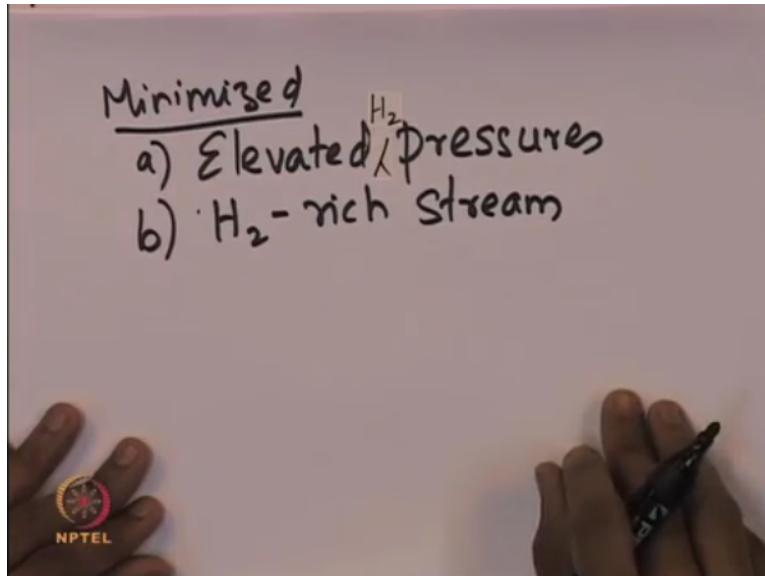 Minimized
a) Elevated H₂ pressures
b) H₂-rich stream
NPTEL